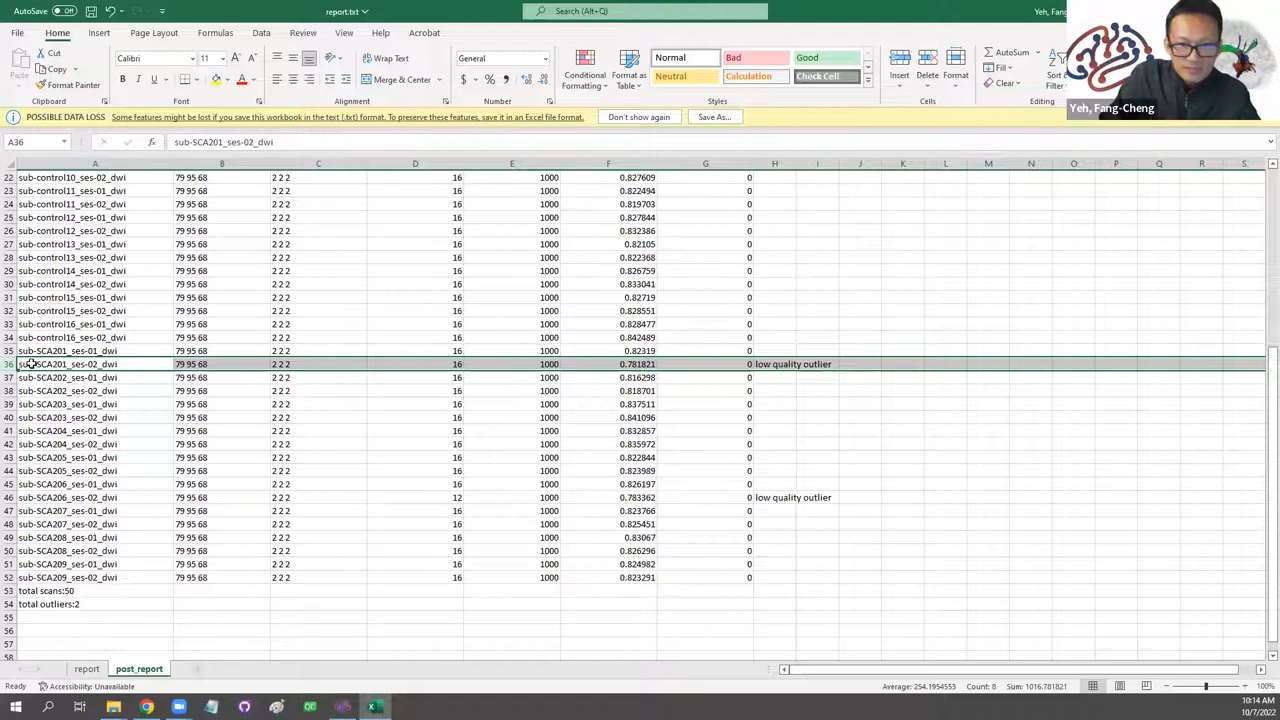 AutoSave Off report.txt Search (Alt+Q) Yeh, Fang
File Home Insert Page Layout Formulas Data Review View Help Acrobat
Paste Cut Copy Format Painter Clipboard
Calibri 11 B I U Font
Wrap Text Merge & Center Alignment
General $ % Number
Conditional Formatting Format as Table Normal Bad Good Neutral Calculation Check Cell Styles
Insert Delete Format Cells
AutoSum Fill Clear Sort Editing
Yeh, Fang-Cheng
POSSIBLE DATA LOSS Some features might be lost if you save this workbook in the text (.txt) format. To preserve these features, save it in an Excel file format. Don't show again Save As...
A36 fx sub-SCA201_ses-02_dwi
A B C D E F G H I J K L M N O P Q R S
22 sub-control10_ses-02_dwi 79 95 68 2 2 2 16 1000 0.827609 0
23 sub-control11_ses-01_dwi 79 95 68 2 2 2 16 1000 0.822494 0
24 sub-control11_ses-02_dwi 79 95 68 2 2 2 16 1000 0.819703 0
25 sub-control12_ses-01_dwi 79 95 68 2 2 2 16 1000 0.827844 0
26 sub-control12_ses-02_dwi 79 95 68 2 2 2 16 1000 0.832386 0
27 sub-control13_ses-01_dwi 79 95 68 2 2 2 16 1000 0.82105 0
28 sub-control13_ses-02_dwi 79 95 68 2 2 2 16 1000 0.822368 0
29 sub-control14_ses-01_dwi 79 95 68 2 2 2 16 1000 0.826759 0
30 sub-control14_ses-02_dwi 79 95 68 2 2 2 16 1000 0.833041 0
31 sub-control15_ses-01_dwi 79 95 68 2 2 2 16 1000 0.82719 0
32 sub-control15_ses-02_dwi 79 95 68 2 2 2 16 1000 0.828551 0
33 sub-control16_ses-01_dwi 79 95 68 2 2 2 16 1000 0.828477 0
34 sub-control16_ses-02_dwi 79 95 68 2 2 2 16 1000 0.842489 0
35 sub-SCA201_ses-01_dwi 79 95 68 2 2 2 16 1000 0.82319 0
36 sub-SCA201_ses-02_dwi 79 95 68 2 2 2 16 1000 0.781821 0 low quality outlier
37 sub-SCA202_ses-01_dwi 79 95 68 2 2 2 16 1000 0.816298 0
38 sub-SCA202_ses-02_dwi 79 95 68 2 2 2 16 1000 0.818701 0
39 sub-SCA203_ses-01_dwi 79 95 68 2 2 2 16 1000 0.837511 0
40 sub-SCA203_ses-02_dwi 79 95 68 2 2 2 16 1000 0.841096 0
41 sub-SCA204_ses-01_dwi 79 95 68 2 2 2 16 1000 0.832857 0
42 sub-SCA204_ses-02_dwi 79 95 68 2 2 2 16 1000 0.835972 0
43 sub-SCA205_ses-01_dwi 79 95 68 2 2 2 16 1000 0.822844 0
44 sub-SCA205_ses-02_dwi 79 95 68 2 2 2 16 1000 0.823989 0
45 sub-SCA206_ses-01_dwi 79 95 68 2 2 2 16 1000 0.826197 0
46 sub-SCA206_ses-02_dwi 79 95 68 2 2 2 12 1000 0.783362 0 low quality outlier
47 sub-SCA207_ses-01_dwi 79 95 68 2 2 2 16 1000 0.823766 0
48 sub-SCA207_ses-02_dwi 79 95 68 2 2 2 16 1000 0.825451 0
49 sub-SCA208_ses-01_dwi 79 95 68 2 2 2 16 1000 0.83067 0
50 sub-SCA208_ses-02_dwi 79 95 68 2 2 2 16 1000 0.826296 0
51 sub-SCA209_ses-01_dwi 79 95 68 2 2 2 16 1000 0.824982 0
52 sub-SCA209_ses-02_dwi 79 95 68 2 2 2 16 1000 0.823291 0
53 total scans:50
54 total outliers:2
55
56
57
58
report post_report
Ready Accessibility: Unavailable Average: 254.1954553 Count: 8 Sum: 1016.781821 100%
10:14 AM
10/7/2022